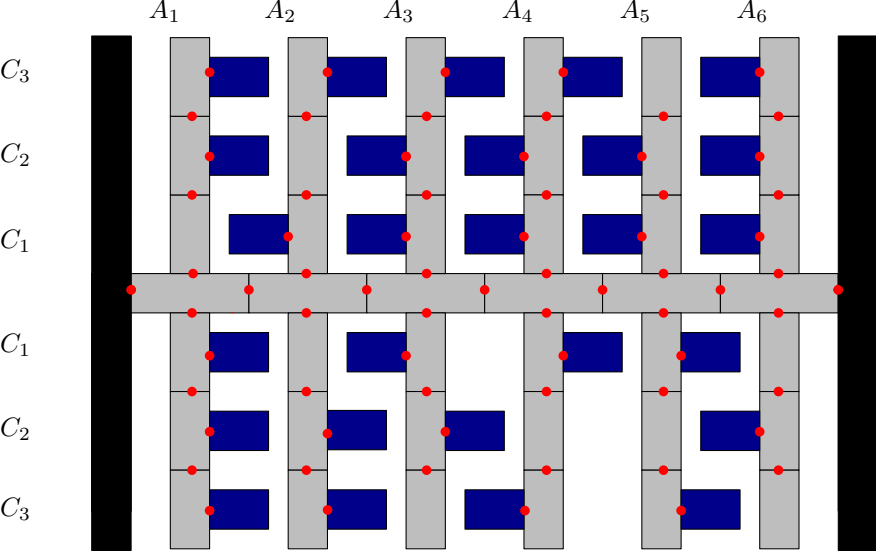 A₁ A₂ A₃ A₄ A₅ A₆
C₃
C₂
C₁
C₁
C₂
C₃